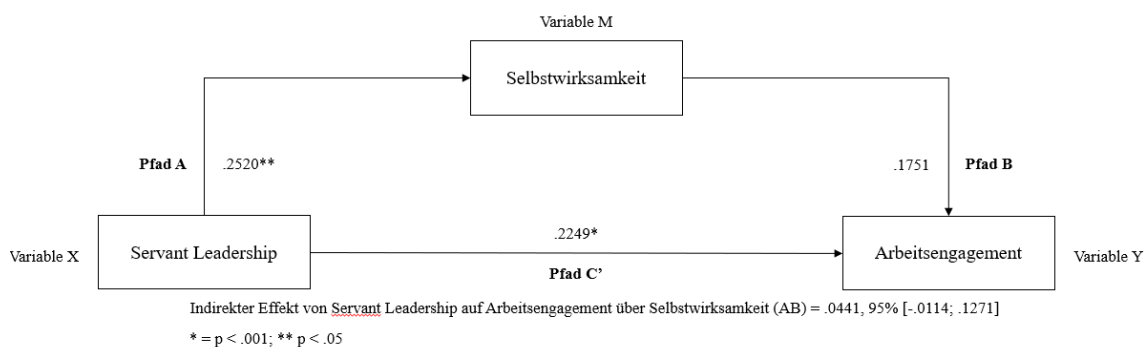 Variable M
Selbstwirksamkeit
Pfad A
.2520**
.1751
Pfad B
Variable X
Servant Leadership
.2249*
Pfad C’
Arbeitsengagement
Variable Y
Indirekter Effekt von Servant Leadership auf Arbeitsengagement über Selbstwirksamkeit (AB) = .0441, 95% [-.0114; .1271]
* = p < .001; ** p < .05